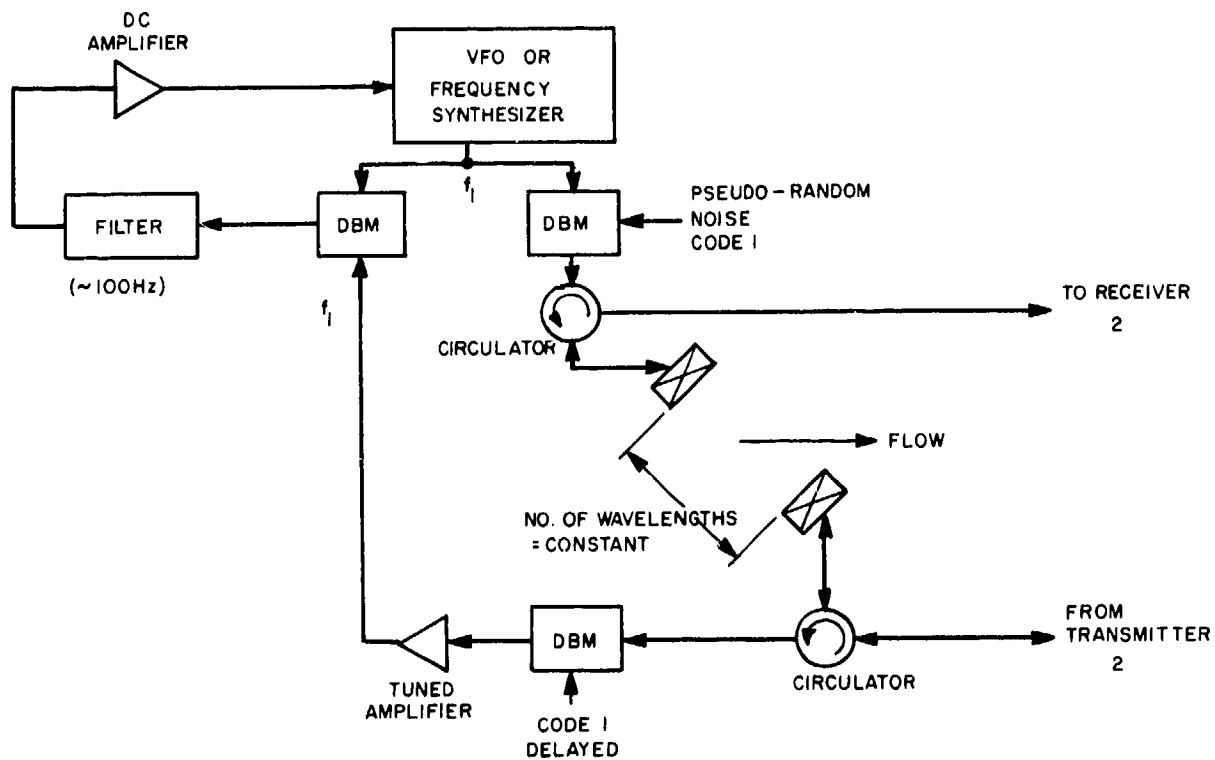 DC
AMPLIFIER
VFO OR
FREQUENCY
SYNTHESIZER
f1
FILTER
(~100Hz)
DBM
DBM
PSEUDO-RANDOM
NOISE
CODE 1
f1
CIRCULATOR
TO RECEIVER
2
FLOW
NO. OF WAVELENGTHS
= CONSTANT
DBM
TUNED
AMPLIFIER
CODE 1
DELAYED
CIRCULATOR
FROM
TRANSMITTER
2